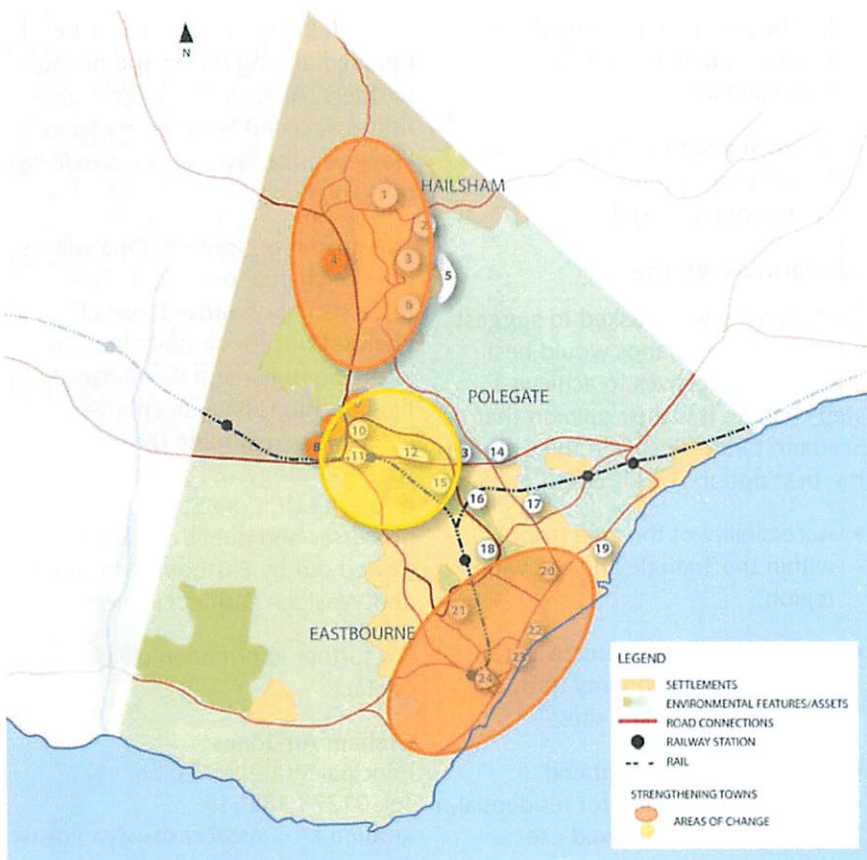 N
HAILSHAM
1
2
3
4
5
6
POLEGATE
10
8
11
12
3
14
15
16
17
18
19
20
21
EASTBOURNE
22
23
24
LEGEND
SETTLEMENTS
ENVIRONMENTAL FEATURES/ASSETS
ROAD CONNECTIONS
RAILWAY STATION
RAIL
STRENGTHENING TOWNS
AREAS OF CHANGE